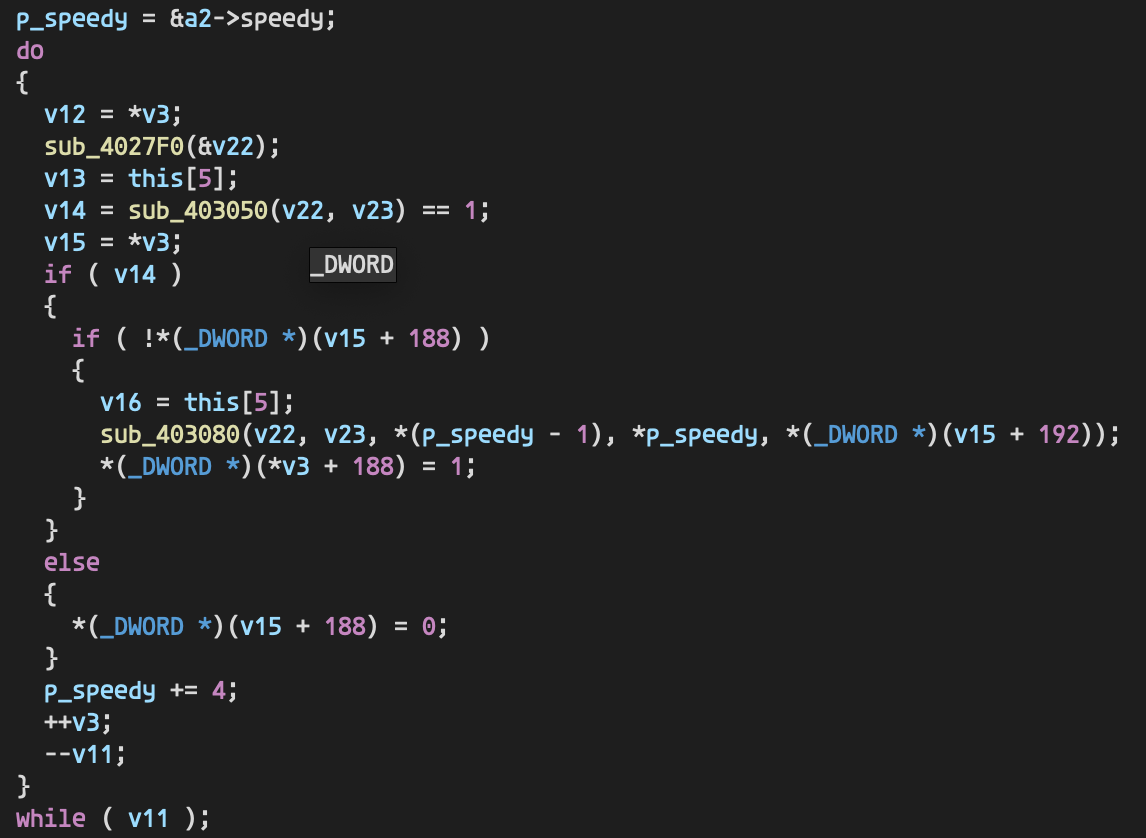 p_speedy = &a2->speedy;
do
{
  v12 = *v3;
  sub_4027F0(&v22);
  v13 = this[5];
  v14 = sub_403050(v22, v23) == 1;
  v15 = *v3;
_DWORD
  if ( v14 )
  {
    if ( !*(_DWORD *)(v15 + 188) )
    {
      v16 = this[5];
      sub_403080(v22, v23, *(p_speedy - 1), *p_speedy, *(_DWORD *)(v15 + 192));
      *(_DWORD *)(*v3 + 188) = 1;
    }
  }
  else
  {
    *(_DWORD *)(v15 + 188) = 0;
  }
  p_speedy += 4;
  ++v3;
  --v11;
}
while ( v11 );